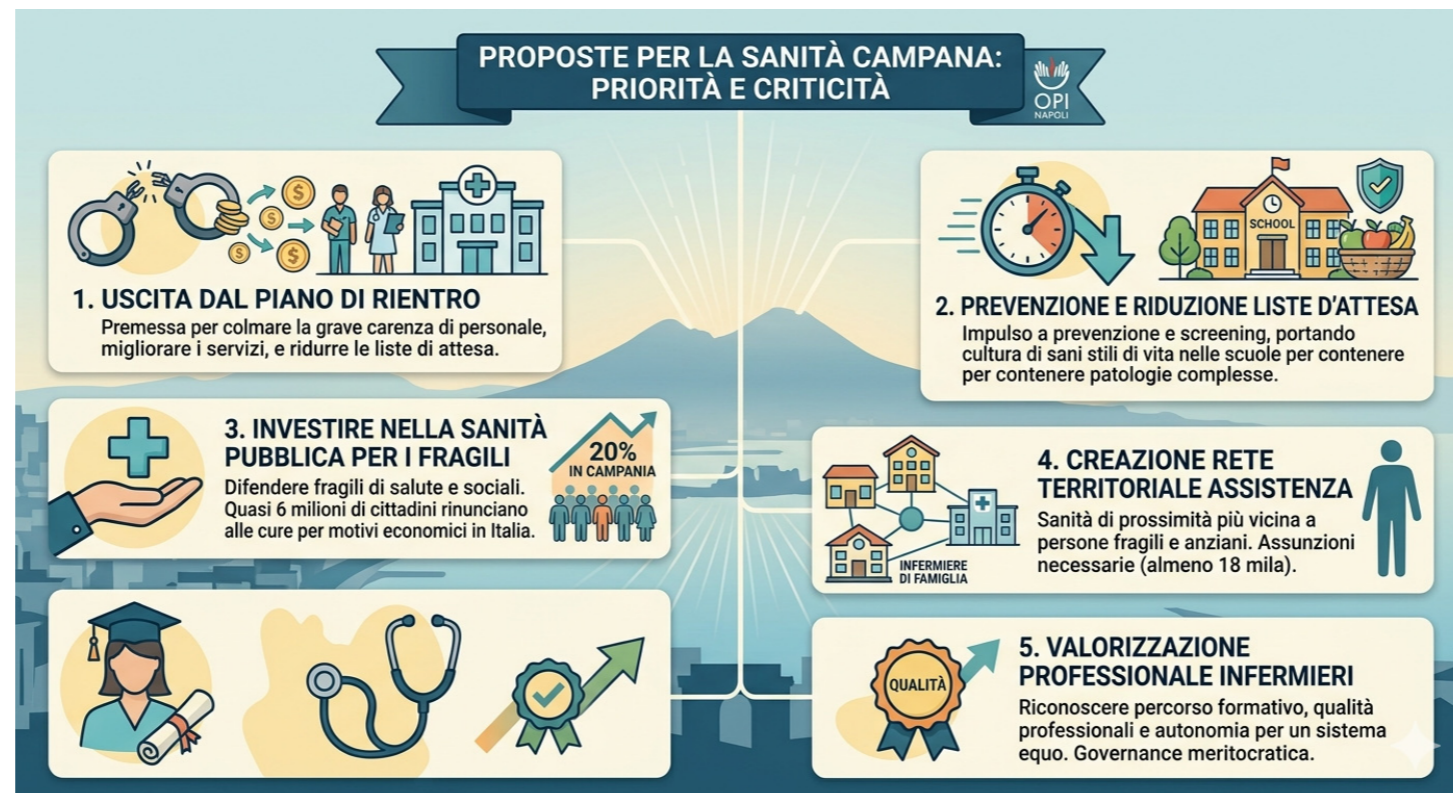 PROPOSTE PER LA SANITÀ CAMPANA:
PRIORITÀ E CRITICITÀ
OPI
NAPOLI
1. USCITA DAL PIANO DI RIENTRO
Premessa per colmare la grave carenza di personale,
migliorare i servizi, e ridurre le liste di attesa.
SCHOOL
2. PREVENZIONE E RIDUZIONE LISTE D'ATTESA
Impulso a prevenzione e screening, portando
cultura di sani stili di vita nelle scuole per contenere
per contenere patologie complesse.
3. INVESTIRE NELLA SANITÀ
PUBBLICA PER I FRAGILI
Difendere fragili di salute e sociali.
Quasi 6 milioni di cittadini rinunciano
alle cure per motivi economici in Italia.
20%
IN CAMPANIA
4. CREAZIONE RETE
TERRITORIALE ASSISTENZA
Sanità di prossimità più vicina a
persone fragili e anziani. Assunzioni
necessarie (almeno 18 mila).
INFERMIERE
DI FAMIGLIA
QUALITÀ
5. VALORIZZAZIONE
PROFESSIONALE INFERMIERI
Riconoscere percorso formativo, qualità
professionali e autonomia per un sistema
equo. Governance meritocratica.